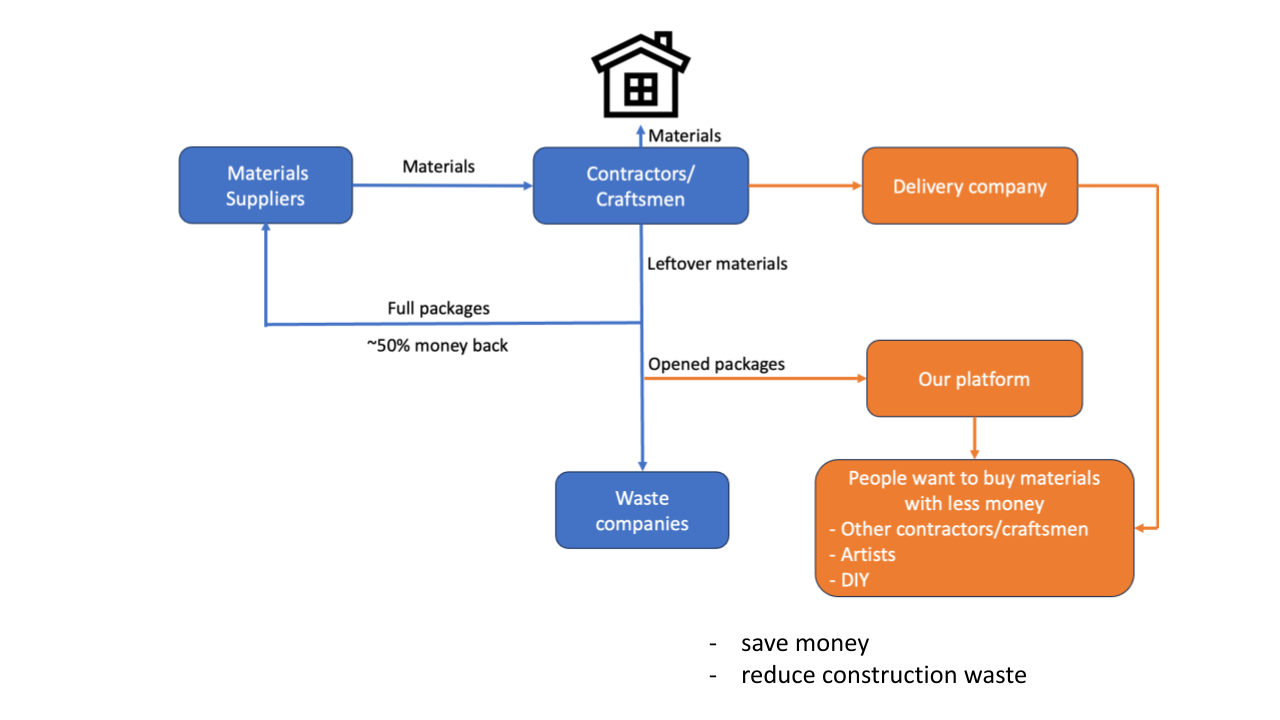 Materials
Materials
Suppliers
Materials
Contractors/
Craftsmen
Delivery company
Leftover materials
Full packages
~50% money back
Opened packages
Our platform
Waste
companies
People want to buy materials
with less money
- Other contractors/craftsmen
- Artists
- DIY
- save money
- reduce construction waste